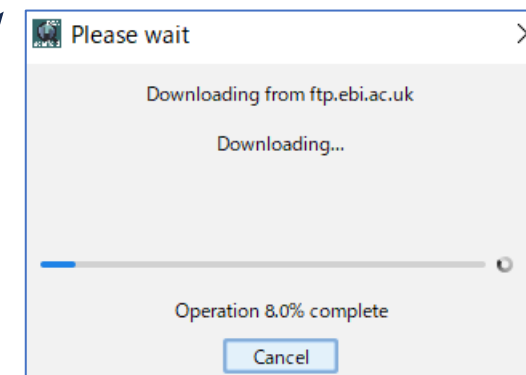 Please wait
Downloading from ftp.ebi.ac.uk
Downloading...
Operation 8.0% complete
Cancel